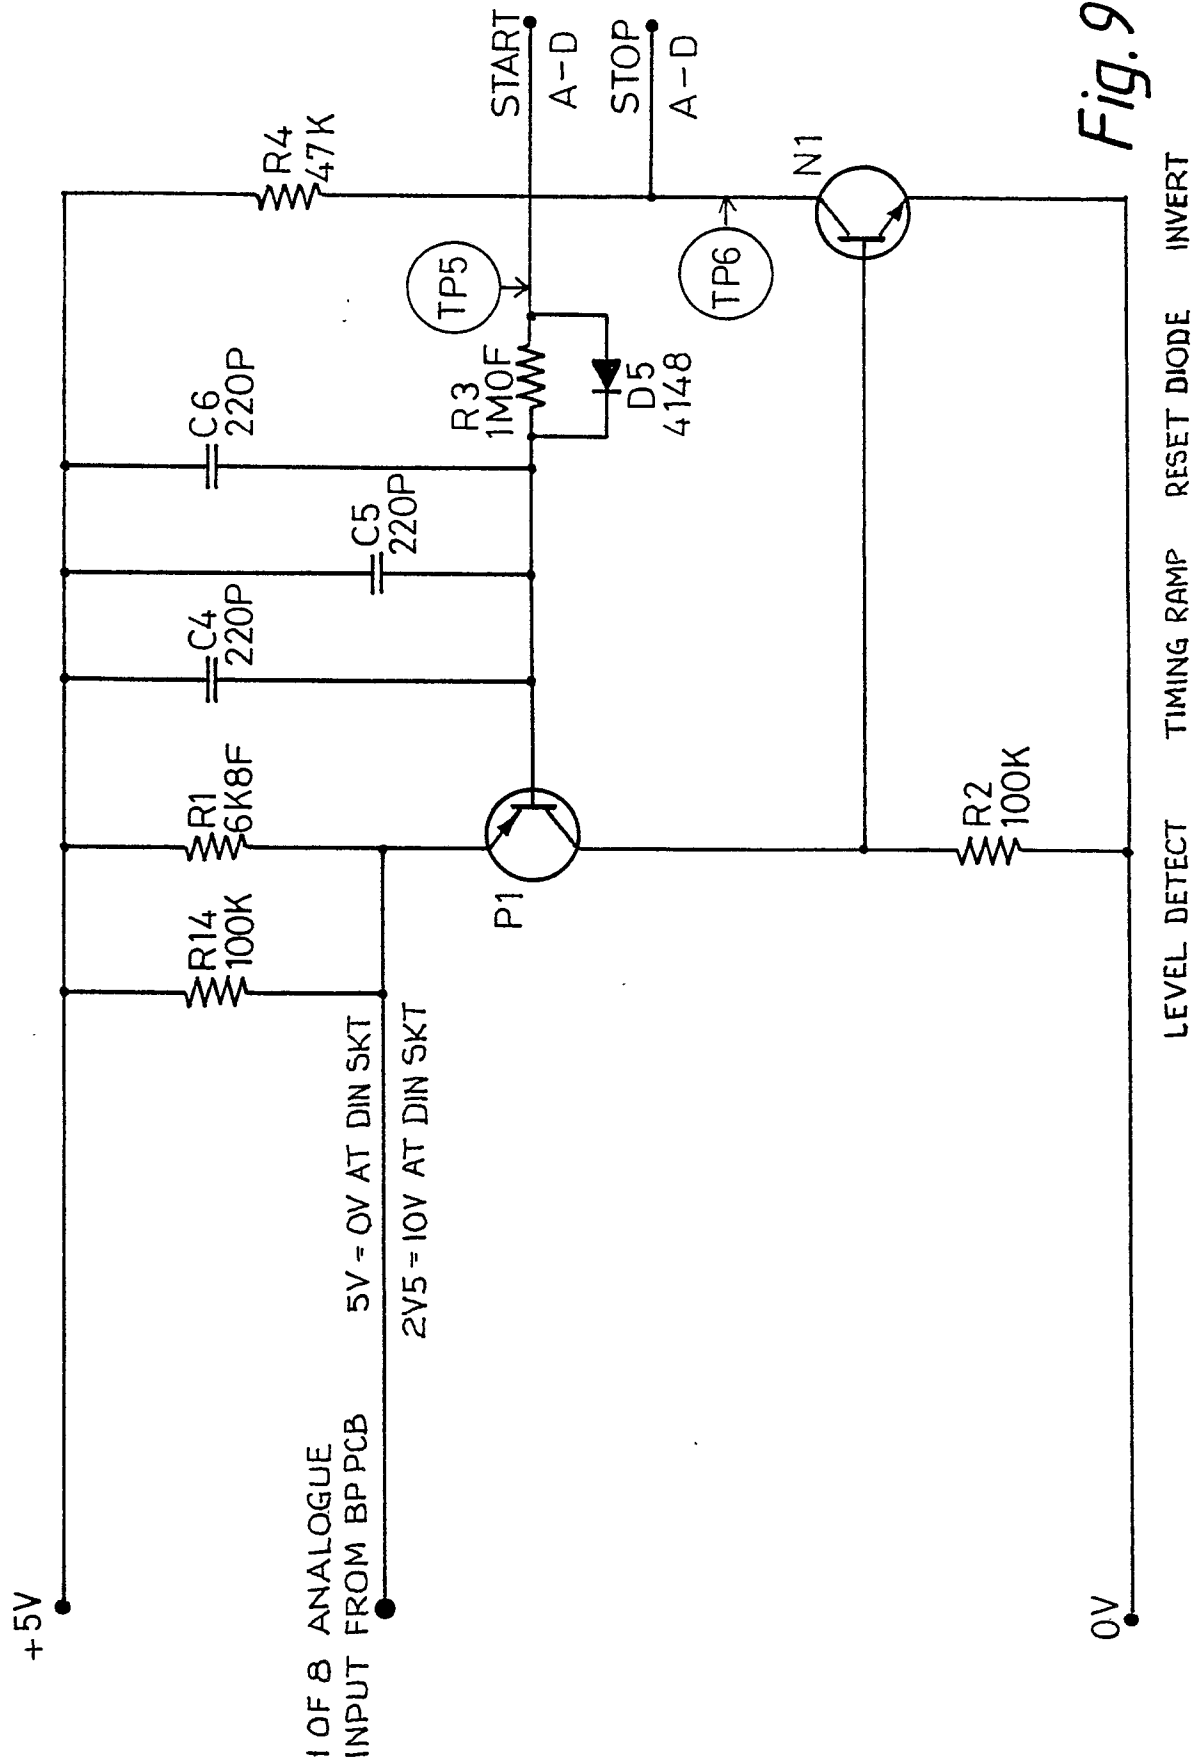 +5V
1 OF 8 ANALOGUE
INPUT FROM BP PCB
5V = 0V AT DIN SKT
2V5 = 10V AT DIN SKT
0V
R14
100K
R1
6K8F
P1
C4
220P
C5
220P
C6
220P
R3
1M0F
D5
4148
TP5
R4
47K
START
A-D
STOP
A-D
TP6
N1
R2
100K
LEVEL DETECT TIMING RAMP RESET DIODE INVERT
Fig. 9